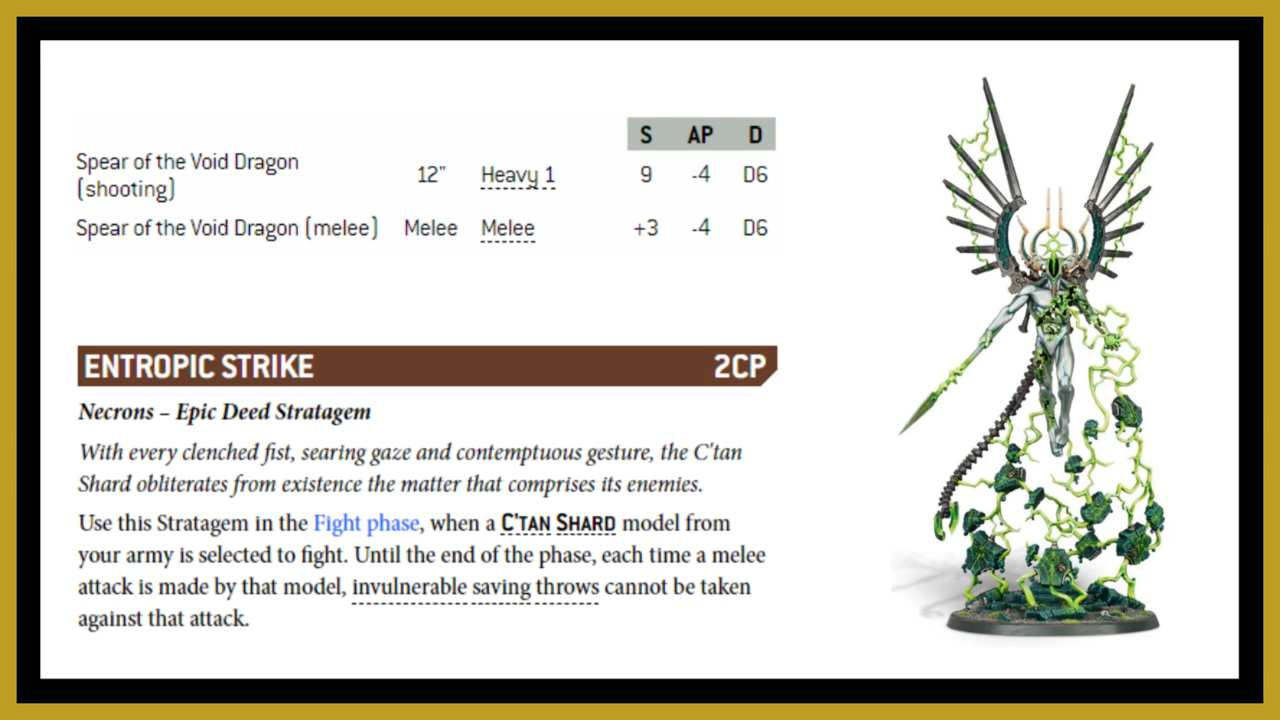 S AP D
Spear of the Void Dragon
(shooting) 12" Heavy 1 9 -4 D6
Spear of the Void Dragon (melee) Melee Melee +3 -4 D6
ENTROPIC STRIKE 2CP
Necrons – Epic Deed Stratagem
With every clenched fist, searing gaze and contemptuous gesture, the C'tan
Shard obliterates from existence the matter that comprises its enemies.
Use this Stratagem in the Fight phase, when a C'TAN SHARD model from
your army is selected to fight. Until the end of the phase, each time a melee
attack is made by that model, invulnerable saving throws cannot be taken
against that attack.